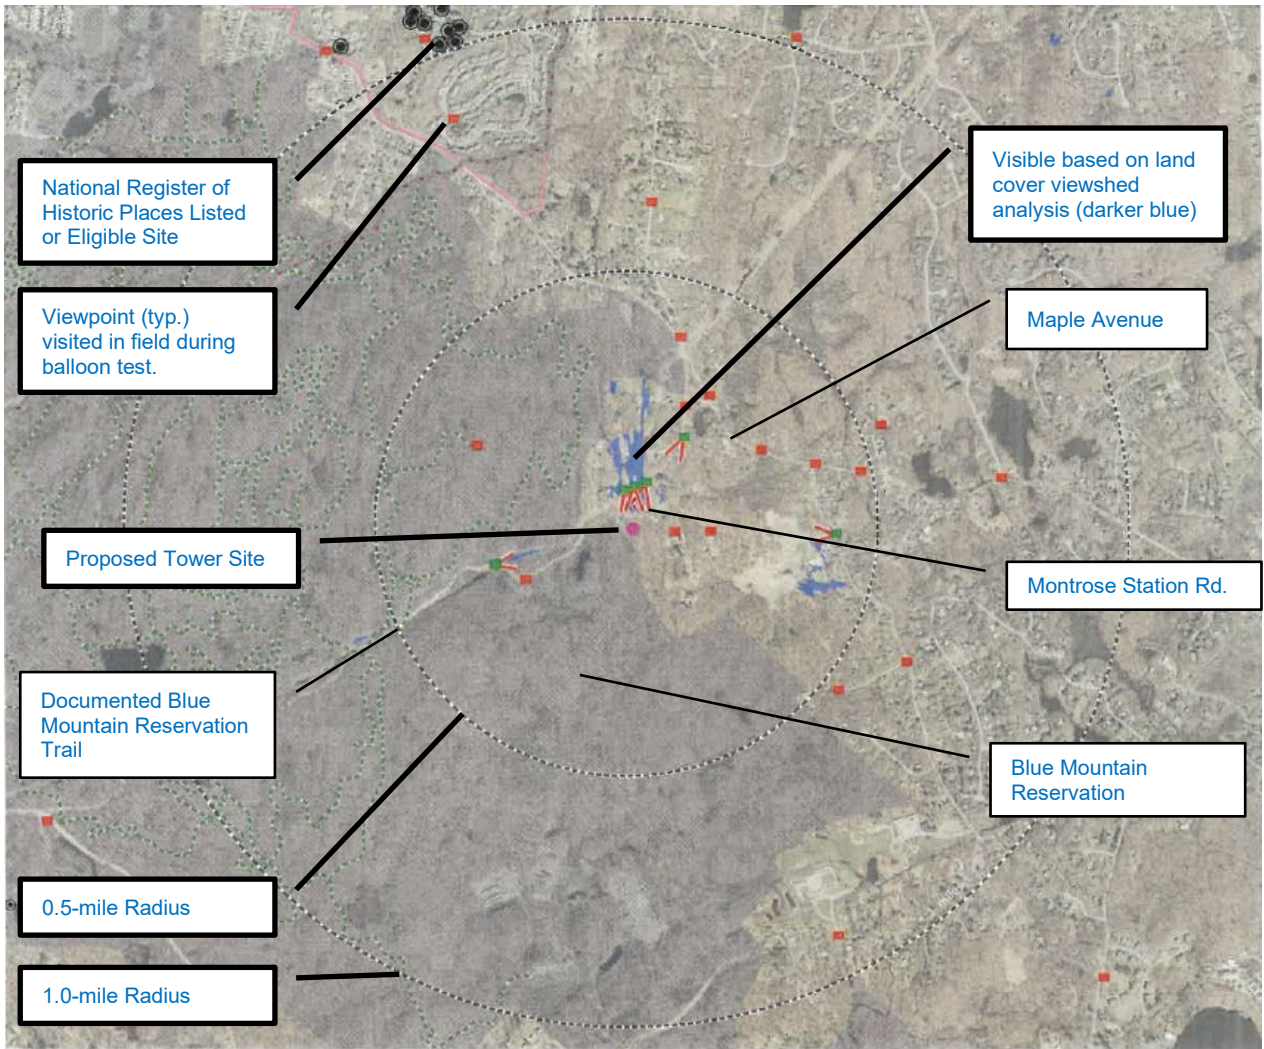 National Register of
Historic Places Listed
or Eligible Site
Visible based on land
cover viewshed
analysis (darker blue)
Viewpoint (typ.)
visited in field during
balloon test.
Maple Avenue
Proposed Tower Site
Montrose Station Rd.
Documented Blue
Mountain Reservation
Trail
Blue Mountain
Reservation
0.5-mile Radius
1.0-mile Radius